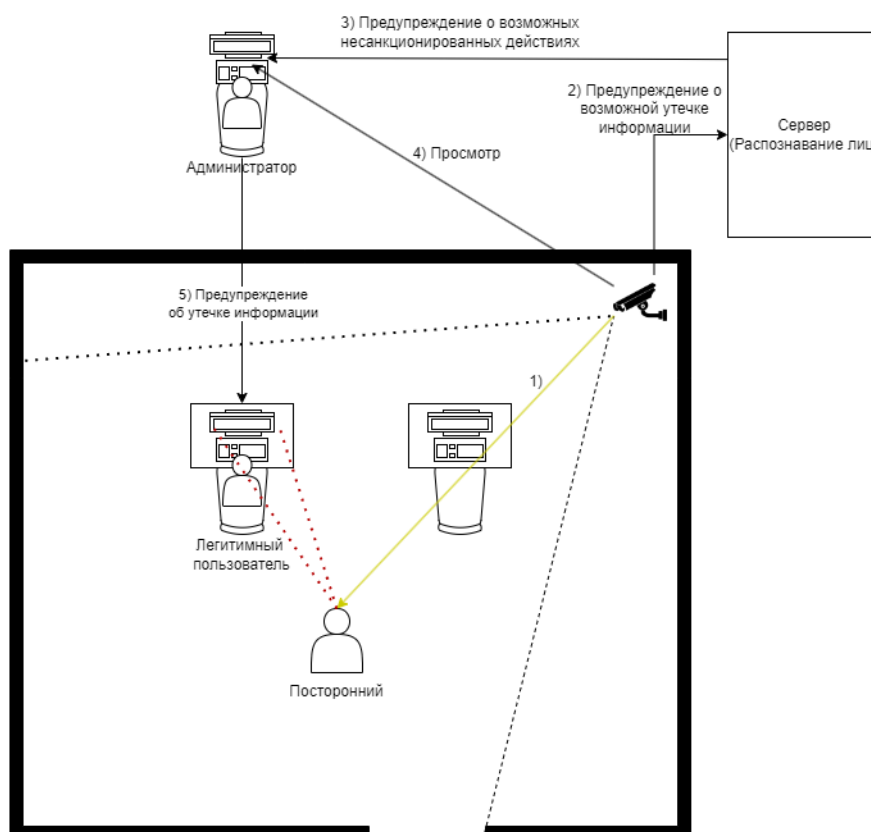 3) Предупреждение о возможных
несанкционированных действиях
2) Предупреждение о
возможной утечке
информации
Сервер
(Распознавание лиц
4) Просмотр
Администратор
5) Предупреждение
об утечке информации
1)
Легитимный
пользователь
Посторонний